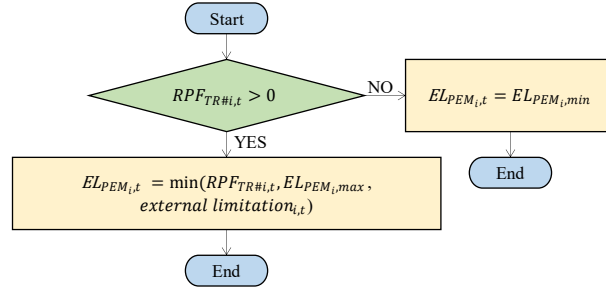 Start
RPF_{TR#i,t} > 0
NO
EL_{PEM_i,t} = EL_{PEM_i,min}
YES
EL_{PEM_i,t} = min(RPF_{TR#i,t}, EL_{PEM_i,max},
external limitation_{i,t})
End
End